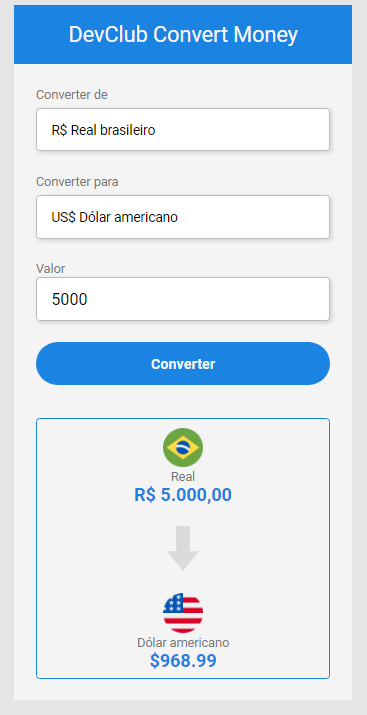 DevClub Convert Money
Converter de
R$ Real brasileiro
Converter para
US$ Dólar americano
Valor
5000
Converter
Real
R$ 5.000,00
Dólar americano
$968.99